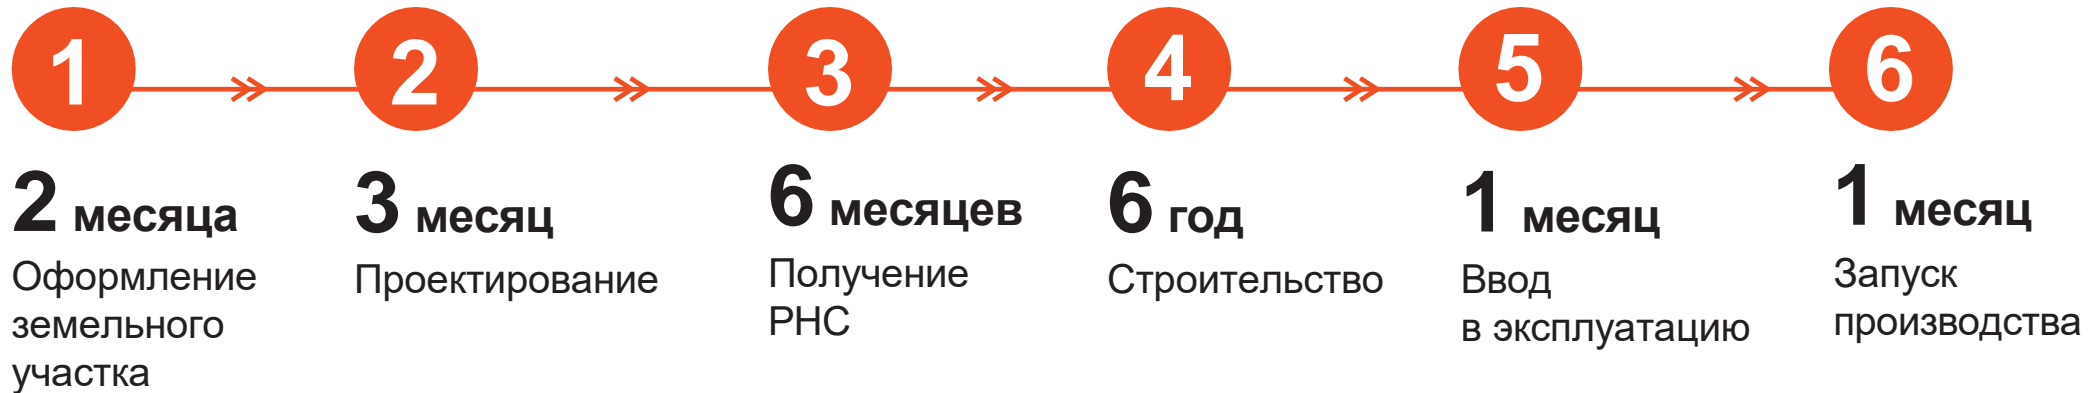 1
2 месяца
Оформление
земельного
участка
2
3 месяц
Проектирование
3
6 месяцев
Получение
РНС
4
6 год
Строительство
5
1 месяц
Ввод
в эксплуатацию
6
1 месяц
Запуск
производства